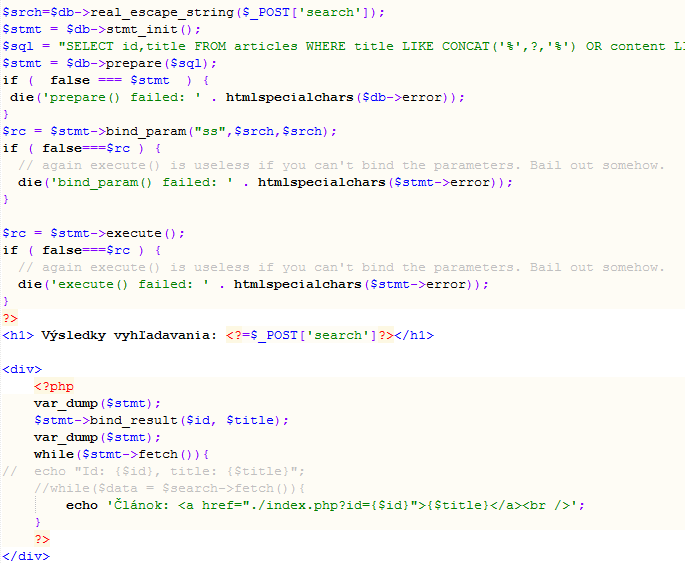 $srch=$db->real_escape_string($_POST['search']);
$stmt = $db->stmt_init();
$sql = "SELECT id,title FROM articles WHERE title LIKE CONCAT('%',?,'%') OR content LI
$stmt = $db->prepare($sql);
if (  false === $stmt  ) {
 die('prepare() failed: ' . htmlspecialchars($db->error));
}
$rc = $stmt->bind_param("ss",$srch,$srch);
if ( false===$rc ) {
  // again execute() is useless if you can't bind the parameters. Bail out somehow.
  die('bind_param() failed: ' . htmlspecialchars($stmt->error));
}

$rc = $stmt->execute();
if ( false===$rc ) {
  // again execute() is useless if you can't bind the parameters. Bail out somehow.
  die('execute() failed: ' . htmlspecialchars($stmt->error));
}
?>
<h1> Výsledky vyhľadavania: <?=$_POST['search']?></h1>

<div>
    <?php
    var_dump($stmt);
    $stmt->bind_result($id, $title);
    var_dump($stmt);
    while($stmt->fetch()){
//  echo "Id: {$id}, title: {$title}";
    //while($data = $search->fetch()){
        echo 'Článok: <a href="./index.php?id={$id}">{$title}</a><br />';
    }
    ?>
</div>